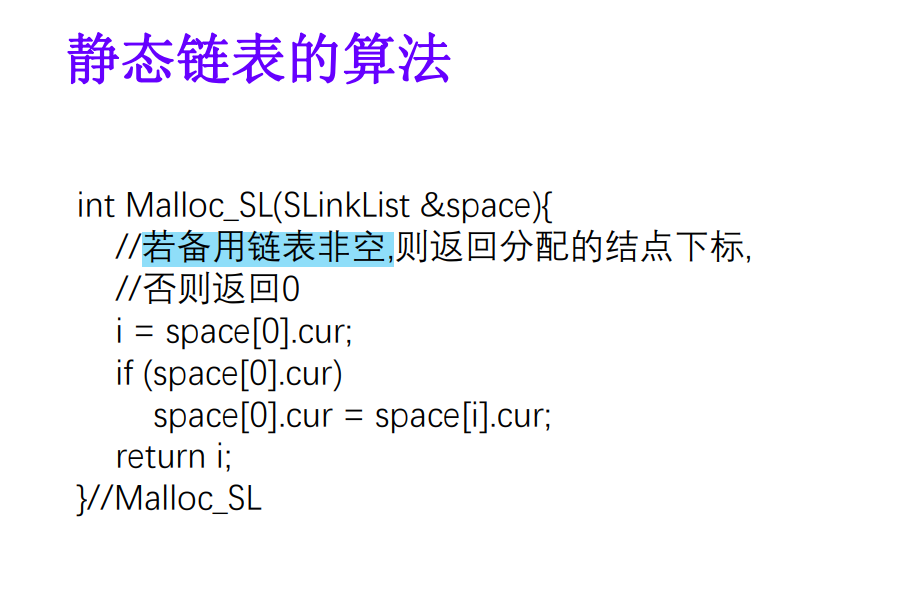 静态链表的算法
int Malloc_SL(SLinkList &space){
//若备用链表非空,则返回分配的结点下标,
//否则返回0
i = space[0].cur;
if (space[0].cur)
space[0].cur = space[i].cur;
return i;
}//Malloc_SL